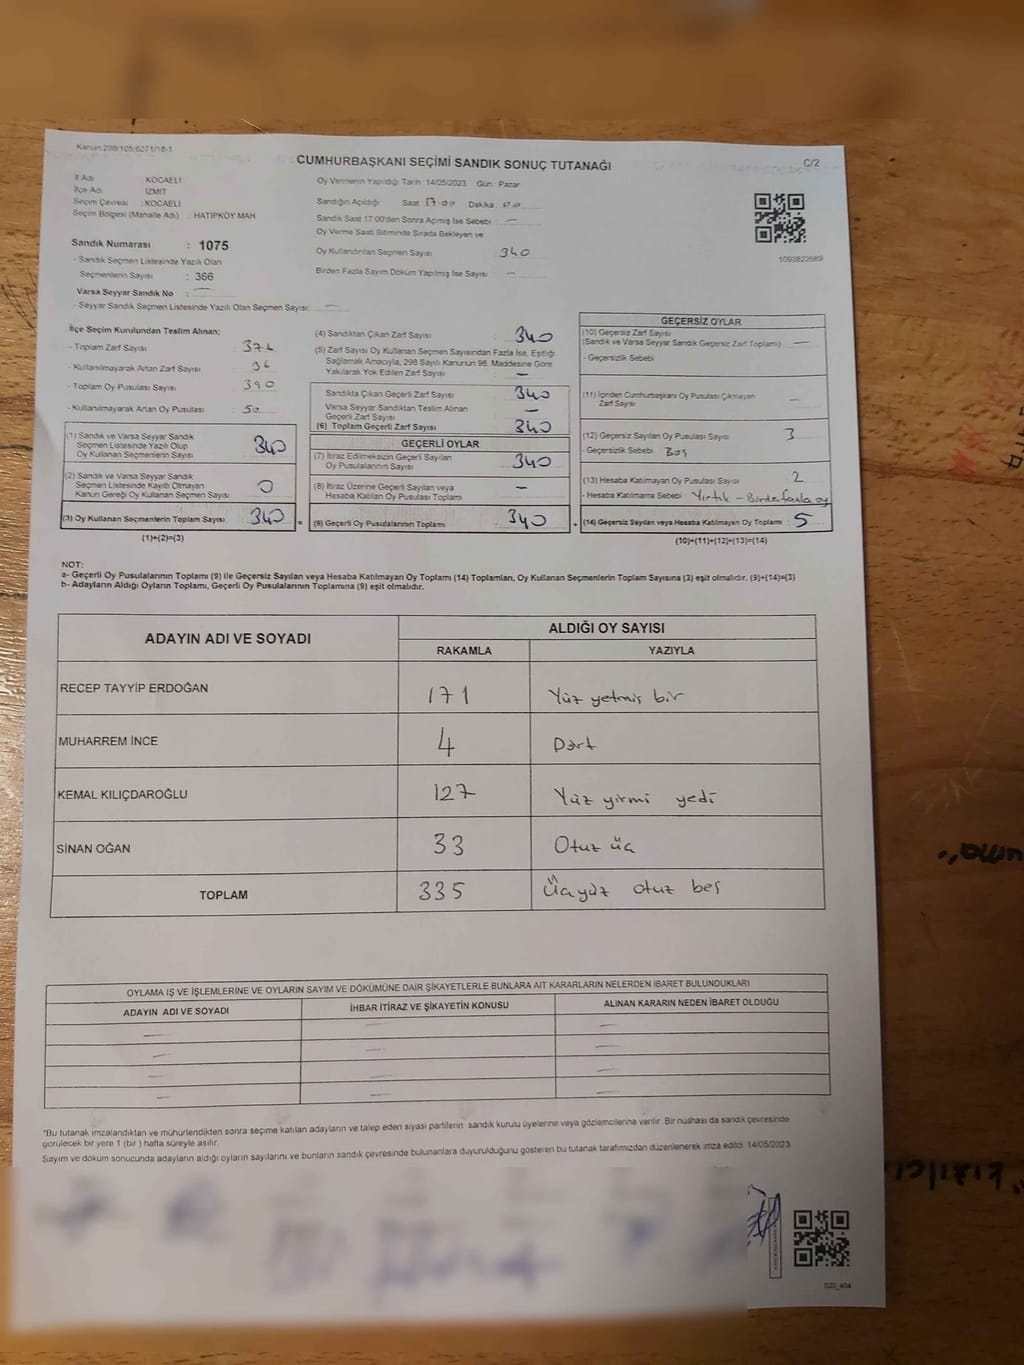 Kanun 298/105,6271/18-1
CUMHURBAŞKANI SEÇİMİ SANDIK SONUÇ TUTANAĞI
C/2
İl Adı KOCAELİ
İlçe Adı İZMİT
Seçim Çevresi : KOCAELİ
Seçim Bölgesi (Mahalle Adı) : HATIPKÖY MAH.
Sandık Numarası : 1075
- Sandık Seçmen Listesinde Yazılı Olan
Seçmenlerin Sayısı : 366
Varsa Seyyar Sandık No : —
- Seyyar Sandık Seçmen Listesinde Yazılı Olan Seçmen Sayısı: —
Oy Vermenin Yapıldığı Tarih : 14/05/2023 Gün : Pazar
Sandığın Açıldığı Saat 17:00 Dakika
Sandık Saat 17:00'den Sonra Açılmış İse Sebebi : —
Oy Verme Saati Bitiminde Sırada Bekleyen ve
Oy Kullandırılan Seçmen Sayısı : 340
Birden Fazla Sayım Döküm Yapılmış İse Sayısı : —
1093822689
İlçe Seçim Kurulundan Teslim Alınan:
- Toplam Zarf Sayısı :
- Kullanılmayarak Artan Zarf Sayısı :
- Toplam Oy Pusulası Sayısı : 390
- Kullanılmayarak Artan Oy Pusulası : 50
(1) Sandık ve Varsa Seyyar Sandık
Seçmen Listesinde Yazılı Olup
Oy Kullanan Seçmenlerin Sayısı : 340
(2) Sandık ve Varsa Seyyar Sandık
Seçmen Listesinde Kayıtlı Olmayan
Kanun Gereği Oy Kullanan Seçmen Sayısı : 0
(3) Oy Kullanan Seçmenlerin Toplam Sayısı : 340
(1)+(2)=(3)
(4) Sandıktan Çıkan Zarf Sayısı : 340
(5) Zarf Sayısı Oy Kullanan Seçmen Sayısından Fazla İse, Eşitliği
Sağlamak Amacıyla, 298 Sayılı Kanunun 98. Maddesine Göre
Yakılarak Yok Edilen Zarf Sayısı : —
Sandıkta Çıkan Geçerli Zarf Sayısı : 340
Varsa Seyyar Sandıktan Teslim Alınan
Geçerli Zarf Sayısı : —
(6) Toplam Geçerli Zarf Sayısı : 340
GEÇERLİ OYLAR
(7) İtiraz Edilmeksizin Geçerli Sayılan
Oy Pusulalarının Sayısı : 340
(8) İtiraz Üzerine Geçerli Sayılan veya
Hesaba Katılan Oy Pusulası Toplamı : —
= (9) Geçerli Oy Pusulalarının Toplamı : 340 +
GEÇERSİZ OYLAR
(10) Geçersiz Zarf Sayısı
(Sandık ve Varsa Seyyar Sandık Geçersiz Zarf Toplamı) : —
- Geçersizlik Sebebi :
(11) İçinden Cumhurbaşkanı Oy Pusulası Çıkmayan
Zarf Sayısı : —
(12) Geçersiz Sayılan Oy Pusulası Sayısı : 3
- Geçersizlik Sebebi : Boş
(13) Hesaba Katılmayan Oy Pusulası Sayısı : 2
- Hesaba Katılmama Sebebi : Yırtık - Birden fazla oy
(14) Geçersiz Sayılan veya Hesaba Katılmayan Oy Toplamı : 5
(10)+(11)+(12)+(13)=(14)
NOT:
a- Geçerli Oy Pusulalarının Toplamı (9) ile Geçersiz Sayılan veya Hesaba Katılmayan Oy Toplamı (14) Toplamları, Oy Kullanan Seçmenlerin Toplam Sayısına (3) eşit olmalıdır. (9)+(14)=(3)
b- Adayların Aldığı Oyların Toplamı, Geçerli Oy Pusulalarının Toplamına (9) eşit olmalıdır.
ADAYIN ADI VE SOYADI
ALDIĞI OY SAYISI
RAKAMLA YAZIYLA
RECEP TAYYİP ERDOĞAN 171 Yüz yetmiş bir
MUHARREM İNCE 4 Dört
KEMAL KILIÇDAROĞLU 127 Yüz yirmi yedi
SİNAN OĞAN 33 Otuz üç
TOPLAM 335 Üçyüz otuz beş
OYLAMA İŞ VE İŞLEMLERİNE VE OYLARIN SAYIM VE DÖKÜMÜNE DAİR ŞİKAYETLERLE BUNLARA AİT KARARLARIN NELERDEN İBARET BULUNDUKLARI
ADAYIN ADI VE SOYADI İHBAR İTİRAZ VE ŞİKAYETİN KONUSU ALINAN KARARIN NEDEN İBARET OLDUĞU
*Bu tutanak imzalandıktan ve mühürlendikten sonra seçime katılan adayların ve talep eden siyasi partilerin sandık kurulu üyelerine veya gözlemcilerine verilir. Bir nüshası da sandık çevresinde
görülecek bir yere 1 (bir ) hafta süreyle asılır.
Sayım ve döküm sonucunda adayların aldığı oyların sayılarını ve bunların sandık çevresinde bulunanlara duyurulduğunu gösteren bu tutanak tarafımızdan düzenlenerek imza edildi. 14/05/2023